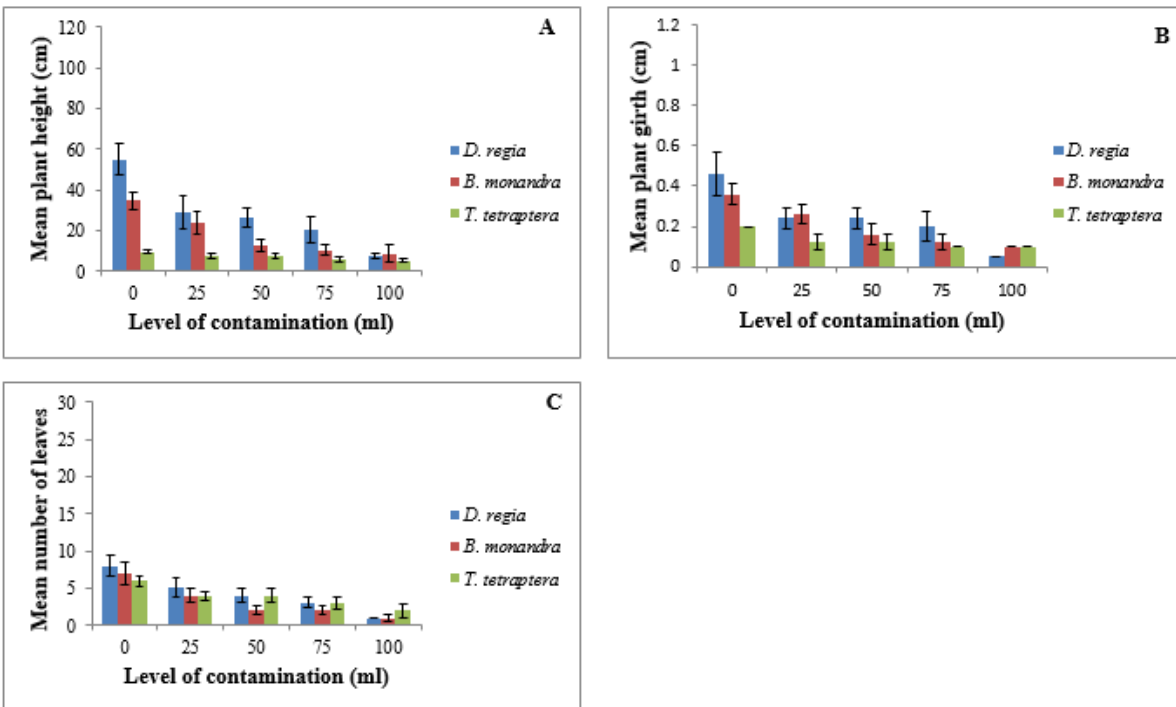 A
Mean plant height (cm)
120
100
80
60
40
20
0
0 25 50 75 100
Level of contamination (ml)
D. regia
B. monandra
T. tetraptera
B
Mean plant girth (cm)
1.2
1
0.8
0.6
0.4
0.2
0
0 25 50 75 100
Level of contamination (ml)
D. regia
B. monandra
T. tetraptera
C
Mean number of leaves
30
25
20
15
10
5
0
0 25 50 75 100
Level of contamination (ml)
D. regia
B. monandra
T. tetraptera